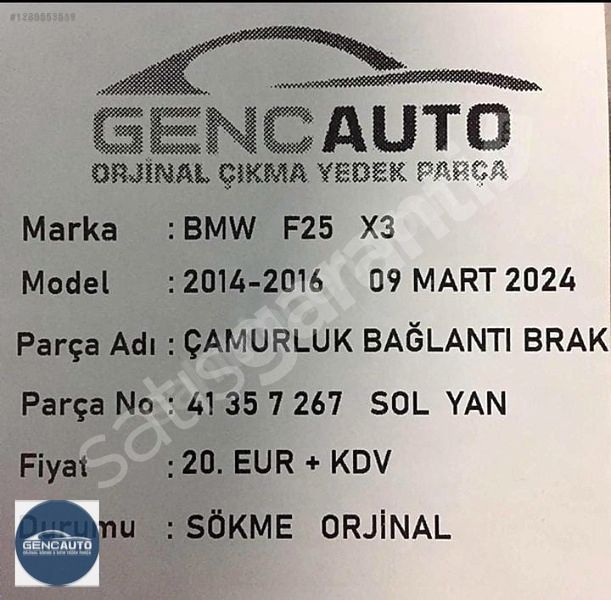 #1280053639
GENCAUTO
ORJİNAL ÇIKMA YEDEK PARÇA
Marka : BMW F25 X3
Model : 2014-2016 09 MART 2024
Parça Adı : ÇAMURLUK BAĞLANTI BRAK
Parça No : 41 35 7 267 SOL YAN
Fiyat : 20. EUR + KDV
Durumu : SÖKME ORJİNAL
satışgaranti
GENCAUTO